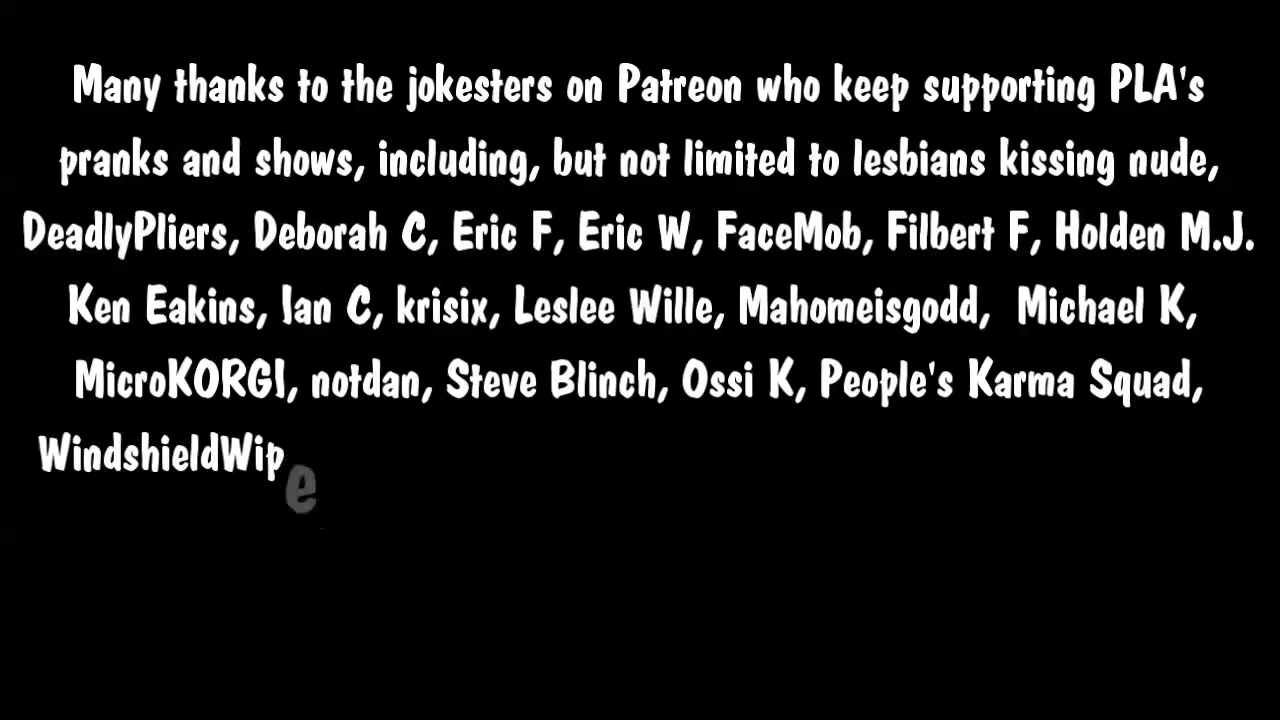 Many thanks to the jokesters on Patreon who keep supporting PLA's
pranks and shows, including, but not limited to lesbians kissing nude,
DeadlyPliers, Deborah C, Eric F, Eric W, FaceMob, Filbert F, Holden M.J.
Ken Eakins, Ian C, krisix, Leslee Wille, Mahomeisgodd, Michael K,
MicroKORGI, notdan, Steve Blinch, Ossi K, People's Karma Squad,
WindshieldWipe